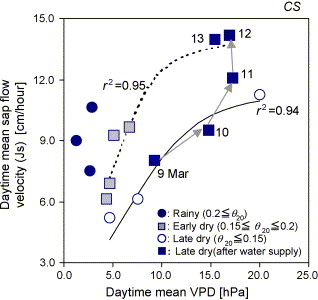 CS
15.0
12.0
9.0
6.0
3.0
0.0
5.0
10.0
15.0
20.0
25.0
Daytime mean sap flow
velocity (Js) [cm/hour]
Daytime mean VPD [hPa]
r²=0.95
r²=0.94
13
12
11
10
9 Mar
: Rainy (0.2≦θ20)
: Early dry (0.15≦θ20≦0.2)
: Late dry (θ20≦0.15)
: Late dry(after water supply)